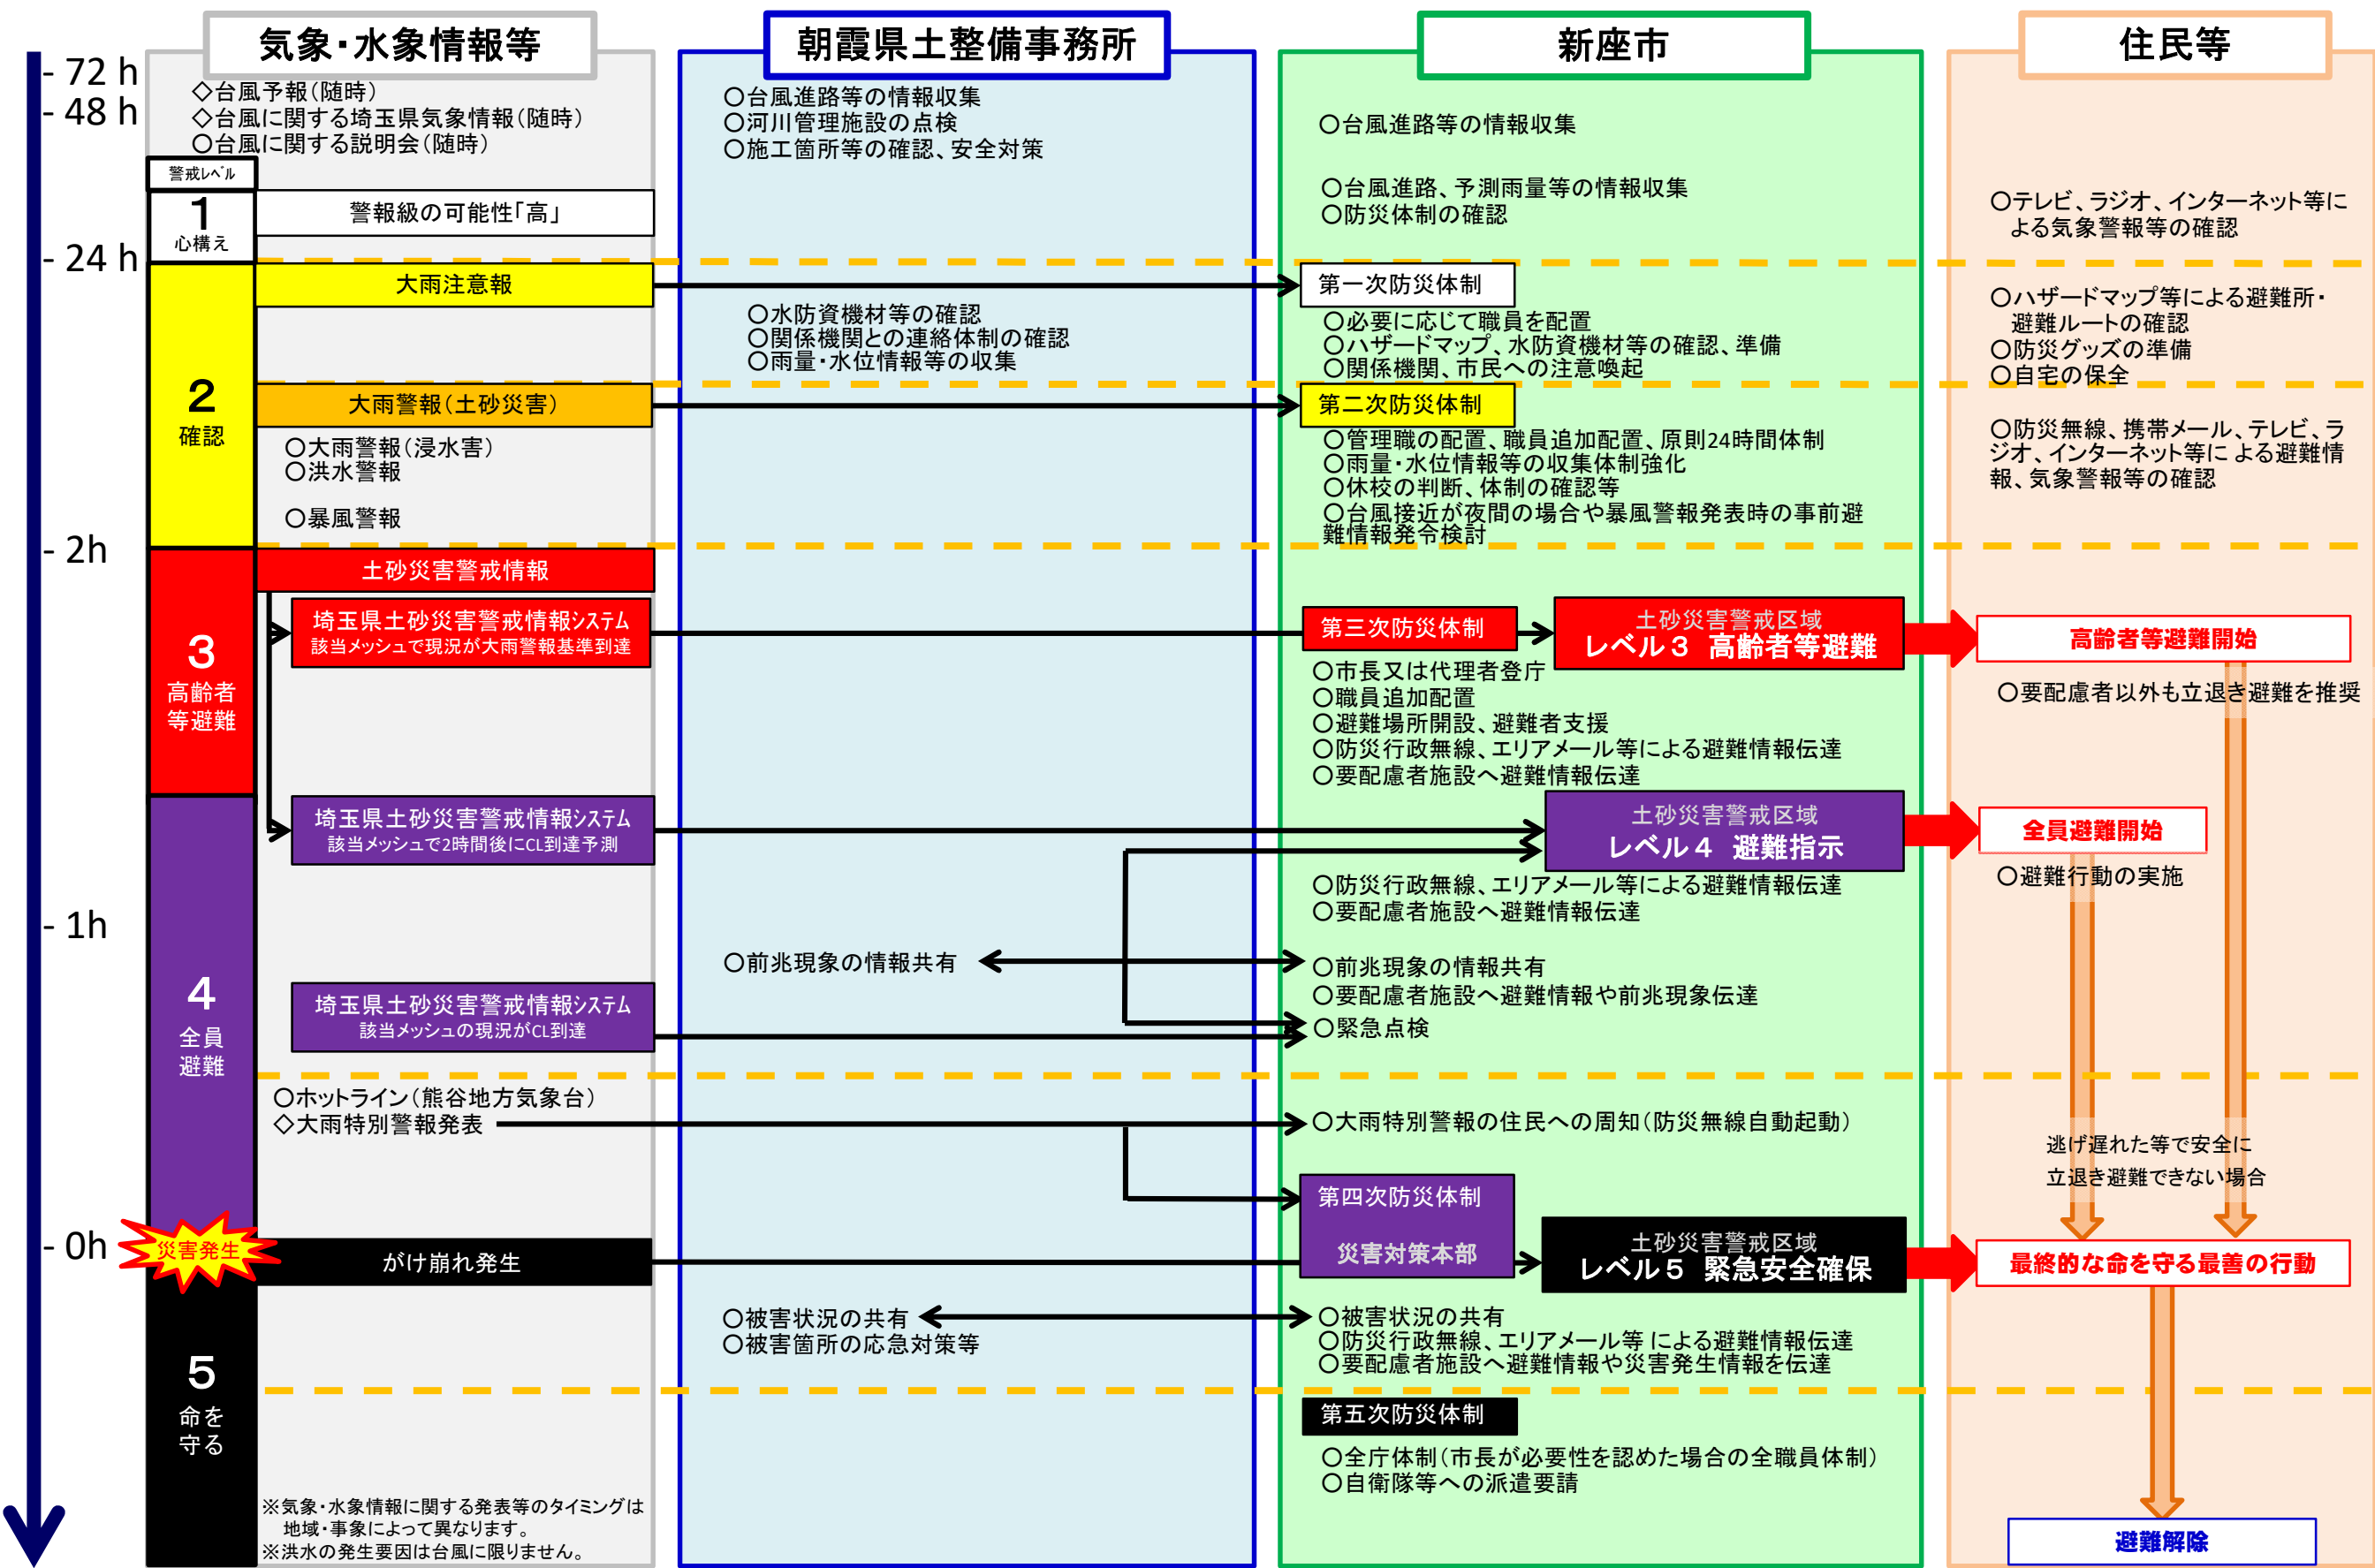 気象・水象情報等
朝霞県土整備事務所
新座市
住民等
- 72 h
- 48 h
- 24 h
- 2h
- 1h
- 0h
◇台風予報（随時）
◇台風に関する埼玉県気象情報（随時）
○台風に関する説明会（随時）
警戒ﾚﾍﾞﾙ
1
心構え
警報級の可能性「高」
2
確認
大雨注意報
大雨警報（土砂災害）
○大雨警報（浸水害）
○洪水警報
○暴風警報
3
高齢者
等避難
土砂災害警戒情報
埼玉県土砂災害警戒情報ｼｽﾃﾑ
該当メッシュで現況が大雨警報基準到達
4
全員
避難
埼玉県土砂災害警戒情報ｼｽﾃﾑ
該当メッシュで2時間後にCL到達予測
埼玉県土砂災害警戒情報ｼｽﾃﾑ
該当メッシュの現況がCL到達
○ホットライン（熊谷地方気象台）
◇大雨特別警報発表
災害発生
がけ崩れ発生
5
命を
守る
※気象・水象情報に関する発表等のタイミングは
地域・事象によって異なります。
※洪水の発生要因は台風に限りません。
○台風進路等の情報収集
○河川管理施設の点検
○施工箇所等の確認、安全対策
○水防資機材等の確認
○関係機関との連絡体制の確認
○雨量・水位情報等の収集
○前兆現象の情報共有
○被害状況の共有
○被害箇所の応急対策等
○台風進路等の情報収集
○台風進路、予測雨量等の情報収集
○防災体制の確認
第一次防災体制
○必要に応じて職員を配置
○ハザードマップ、水防資機材等の確認、準備
○関係機関、市民への注意喚起
第二次防災体制
○管理職の配置、職員追加配置、原則24時間体制
○雨量・水位情報等の収集体制強化
○休校の判断、体制の確認等
○台風接近が夜間の場合や暴風警報発表時の事前避
難情報発令検討
第三次防災体制
土砂災害警戒区域
レベル３ 高齢者等避難
○市長又は代理者登庁
○職員追加配置
○避難場所開設、避難者支援
○防災行政無線、エリアメール等による避難情報伝達
○要配慮者施設へ避難情報伝達
土砂災害警戒区域
レベル４ 避難指示
○防災行政無線、エリアメール等による避難情報伝達
○要配慮者施設へ避難情報伝達
○前兆現象の情報共有
○要配慮者施設へ避難情報や前兆現象伝達
○緊急点検
○大雨特別警報の住民への周知（防災無線自動起動）
第四次防災体制
災害対策本部
土砂災害警戒区域
レベル５ 緊急安全確保
○被害状況の共有
○防災行政無線、エリアメール等 による避難情報伝達
○要配慮者施設へ避難情報や災害発生情報を伝達
第五次防災体制
○全庁体制（市長が必要性を認めた場合の全職員体制）
○自衛隊等への派遣要請
○テレビ、ラジオ、インターネット等に
よる気象警報等の確認
○ハザードマップ等による避難所・
避難ルートの確認
○防災グッズの準備
○自宅の保全
○防災無線、携帯メール、テレビ、ラ
ジオ、インターネット等に よる避難情
報、気象警報等の確認
高齢者等避難開始
○要配慮者以外も立退き避難を推奨
全員避難開始
○避難行動の実施
逃げ遅れた等で安全に
立退き避難できない場合
最終的な命を守る最善の行動
避難解除